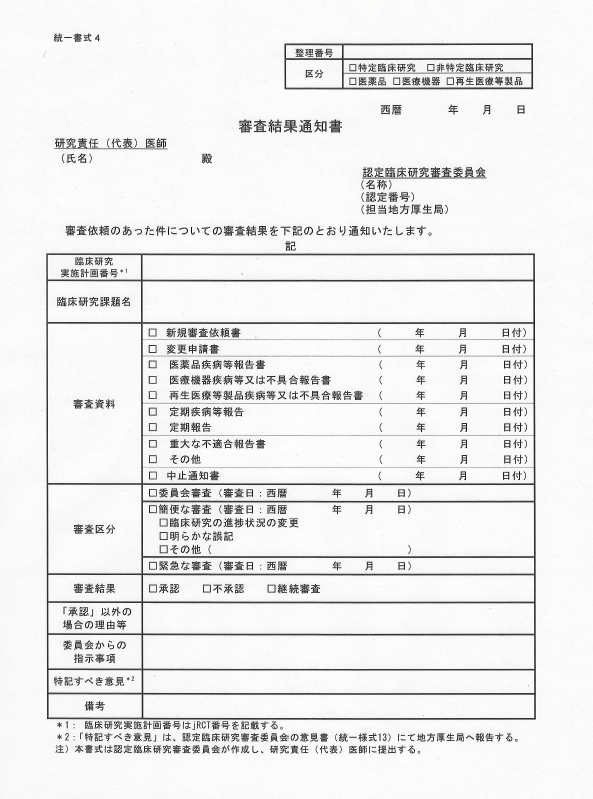 統一書式４
整理番号
区分
□特定臨床研究　□非特定臨床研究
□医薬品 □医療機器 □再生医療等製品
西暦　　　年　　月　　日
審査結果通知書
研究責任（代表）医師
（氏名）　　　　　　　　殿
認定臨床研究審査委員会
（名称）
（認定番号）
（担当地方厚生局）
審査依頼のあった件についての審査結果を下記のとおり通知いたします。
記
臨床研究
実施計画番号*1
臨床研究課題名
審査資料
□　新規審査依頼書　　　（　　年　　月　　日付）
□　変更申請書　　　（　　年　　月　　日付）
□　医薬品疾病等報告書　　　（　　年　　月　　日付）
□　医療機器疾病等又は不具合報告書　　　（　　年　　月　　日付）
□　再生医療等製品疾病等又は不具合報告書　（　　年　　月　　日付）
□　定期疾病等報告　　　（　　年　　月　　日付）
□　定期報告　　　（　　年　　月　　日付）
□　重大な不適合報告書　　　（　　年　　月　　日付）
□　その他　　　（　　年　　月　　日付）
□　中止通知書　　　（　　年　　月　　日付）
審査区分
□委員会審査（審査日：西暦　　　年　　月　　日）
□簡便な審査（審査日：西暦　　　年　　月　　日）
□臨床研究の進捗状況の変更
□明らかな誤記
□その他（　　　　　　　　　　　　）
□緊急な審査（審査日：西暦　　　年　　月　　日）
審査結果
□承認　　□不承認　　□継続審査
「承認」以外の
場合の理由等
委員会からの
指示事項
特記すべき意見*2
備考
*1：　臨床研究実施計画番号はjRCT番号を記載する。
*2：「特記すべき意見」は、認定臨床研究審査委員会の意見書（統一様式13）にて地方厚生局へ報告する。
注）本書式は認定臨床研究審査委員会が作成し、研究責任（代表）医師に提出する。